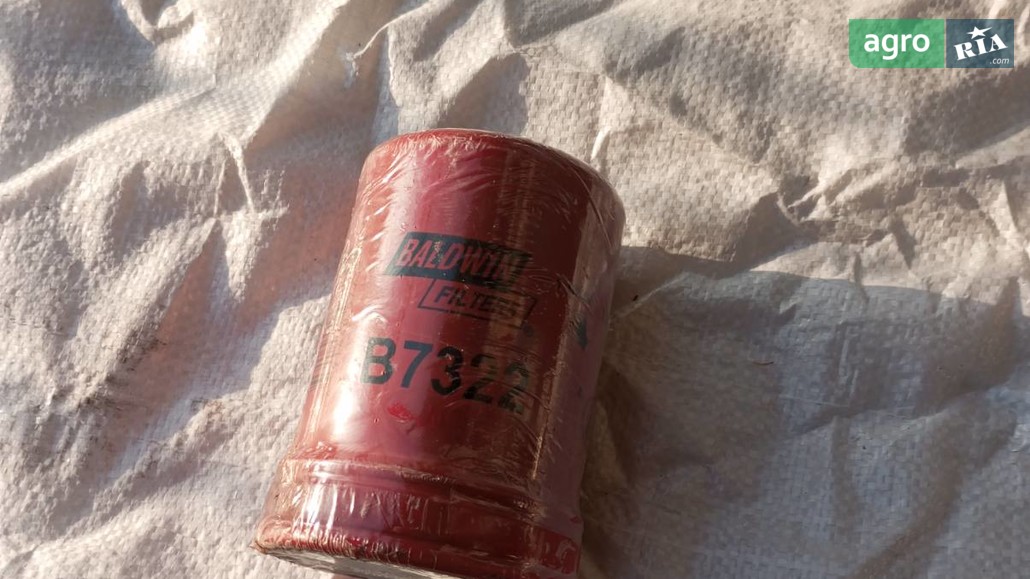 agro RIA
.com
BALDWIN
FILTERS
B7322